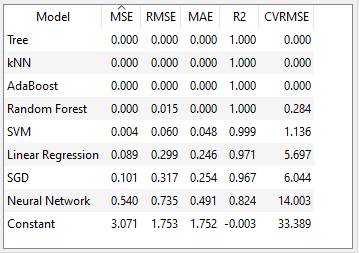 Model MSE RMSE MAE R2 CVRMSE
Tree 0.000 0.000 0.000 1.000 0.000
kNN 0.000 0.000 0.000 1.000 0.000
AdaBoost 0.000 0.000 0.000 1.000 0.000
Random Forest 0.000 0.015 0.000 1.000 0.284
SVM 0.004 0.060 0.048 0.999 1.136
Linear Regression 0.089 0.299 0.246 0.971 5.697
SGD 0.101 0.317 0.254 0.967 6.044
Neural Network 0.540 0.735 0.491 0.824 14.003
Constant 3.071 1.753 1.752 -0.003 33.389